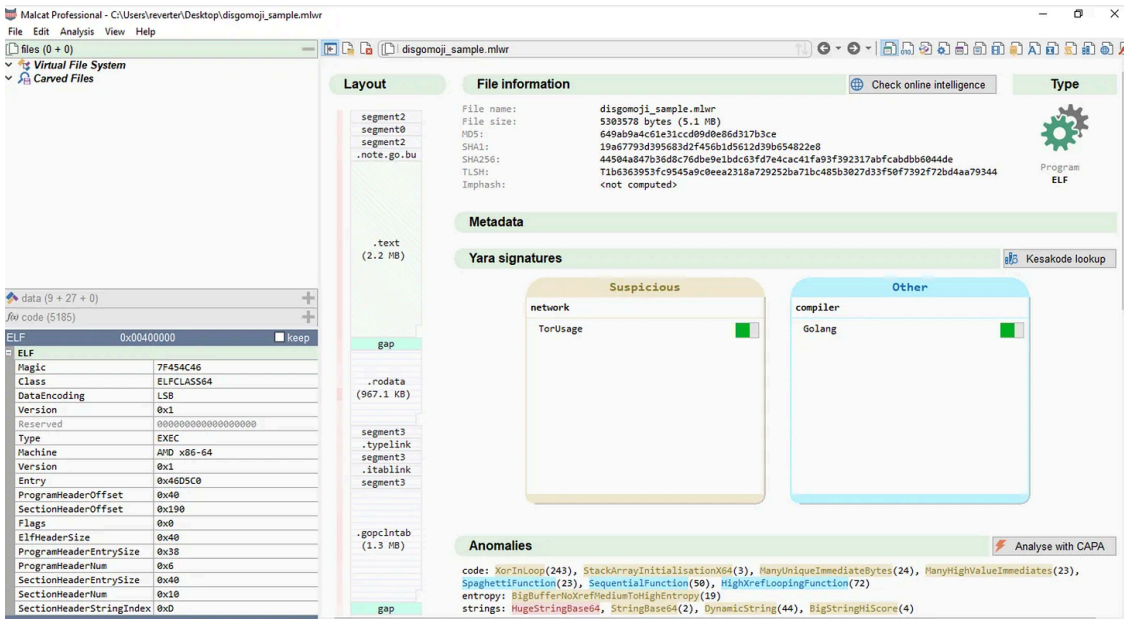 Malcat Professional - C:\Users\reverter\Desktop\disgomoji_sample.mlwr
File Edit Analysis View Help
files (0 + 0)
Virtual File System
Carved Files
data (9 + 27 + 0)
f(x) code (5185)
ELF 0x00400000 keep
ELF
Magic 7F454C46
Class ELFCLASS64
DataEncoding LSB
Version 0x1
Reserved 000000000000000000
Type EXEC
Machine AMD x86-64
Version 0x1
Entry 0x46D5C0
ProgramHeaderOffset 0x40
SectionHeaderOffset 0x190
Flags 0x0
ElfHeaderSize 0x40
ProgramHeaderEntrySize 0x38
ProgramHeaderNum 0x6
SectionHeaderEntrySize 0x40
SectionHeaderNum 0x10
SectionHeaderStringIndex 0xD
disgomoji_sample.mlwr
Layout
segment2
segment0
segment2
.note.go.bu
.text
(2.2 MB)
gap
.rodata
(967.1 KB)
segment3
.typelink
segment3
.itablink
segment3
.gopclntab
(1.3 MB)
gap
File information
Check online intelligence
File name: disgomoji_sample.mlwr
File size: 5303578 bytes (5.1 MB)
MD5: 649ab9a4c61e31ccd09d0e86d317b3ce
SHA1: 19a67793d395683d2f456b1d5612d39b654822e8
SHA256: 44504a847b36d8c76dbe9e1bdc63fd7e4cac41fa93f392317abfcabdbb6044de
TLSH: T1b6363953fc9545a9c0eea2318a729252ba71bc485b3027d33f50f7392f72bd4aa79344
Imphash: <not computed>
Type
Program
ELF
Metadata
Yara signatures
Kesakode lookup
Suspicious
network
TorUsage
Other
compiler
Golang
Anomalies
Analyse with CAPA
code: XorInLoop(243), StackArrayInitialisationX64(3), ManyUniqueImmediateBytes(24), ManyHighValueImmediates(23),
SpaghettiFunction(23), SequentialFunction(50), HighXrefLoopingFunction(72)
entropy: BigBufferNoXrefMediumToHighEntropy(19)
strings: HugeStringBase64, StringBase64(2), DynamicString(44), BigStringHiScore(4)